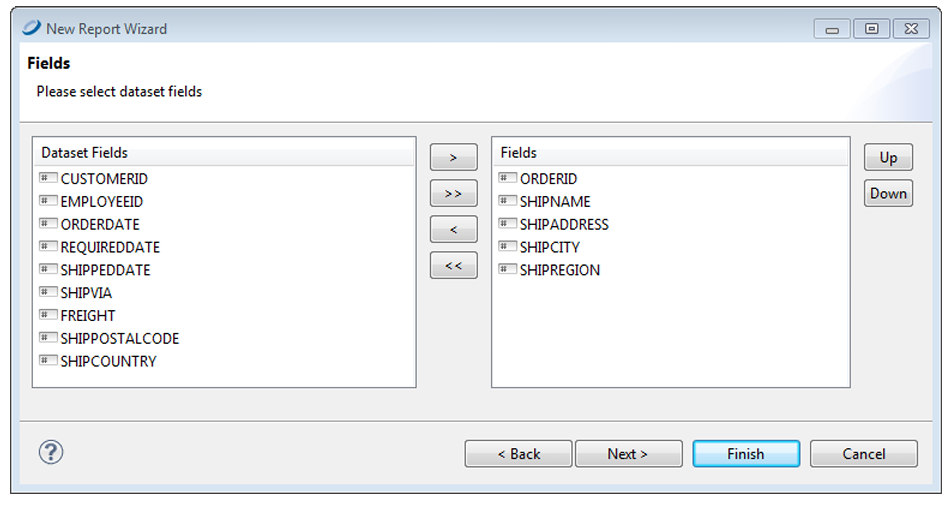 New Report Wizard
Fields
Please select dataset fields
Dataset Fields
CUSTOMERID
EMPLOYEEID
ORDERDATE
REQUIREDDATE
SHIPPEDDATE
SHIPVIA
FREIGHT
SHIPPOSTALCODE
SHIPCOUNTRY
>
>>
<
<<
Fields
ORDERID
SHIPNAME
SHIPADDRESS
SHIPCITY
SHIPREGION
Up
Down
?
< Back
Next >
Finish
Cancel